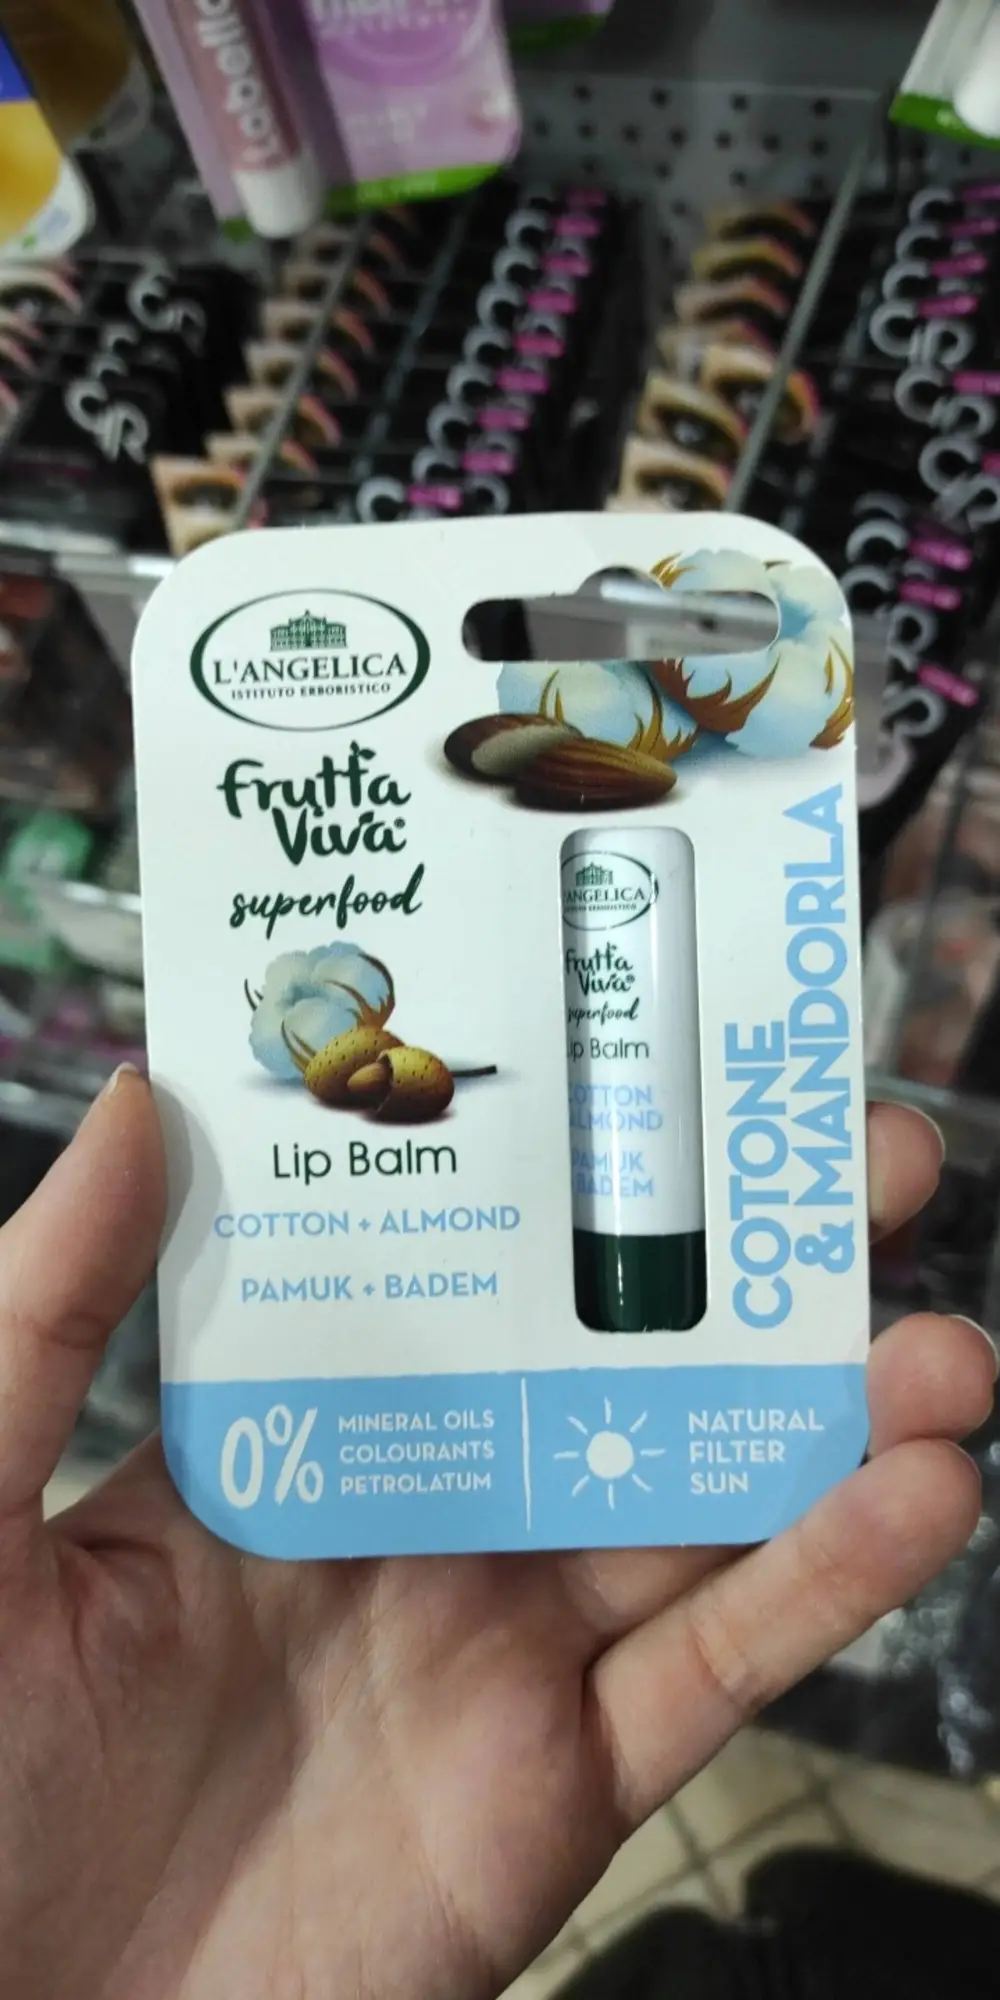 Labello
L'ANGELICA
ISTITUTO ERBORISTICO
frutta
Viva®
superfood
Lip Balm
COTTON + ALMOND
PAMUK + BADEM
COTONE
& MANDORLA
ANGELICA
frutta
Viva®
superfood
Balm
COTTON
ALMOND
PAMUK
BADEM
0%
MINERAL OILS
COLOURANTS
PETROLATUM
NATURAL
FILTER
SUN